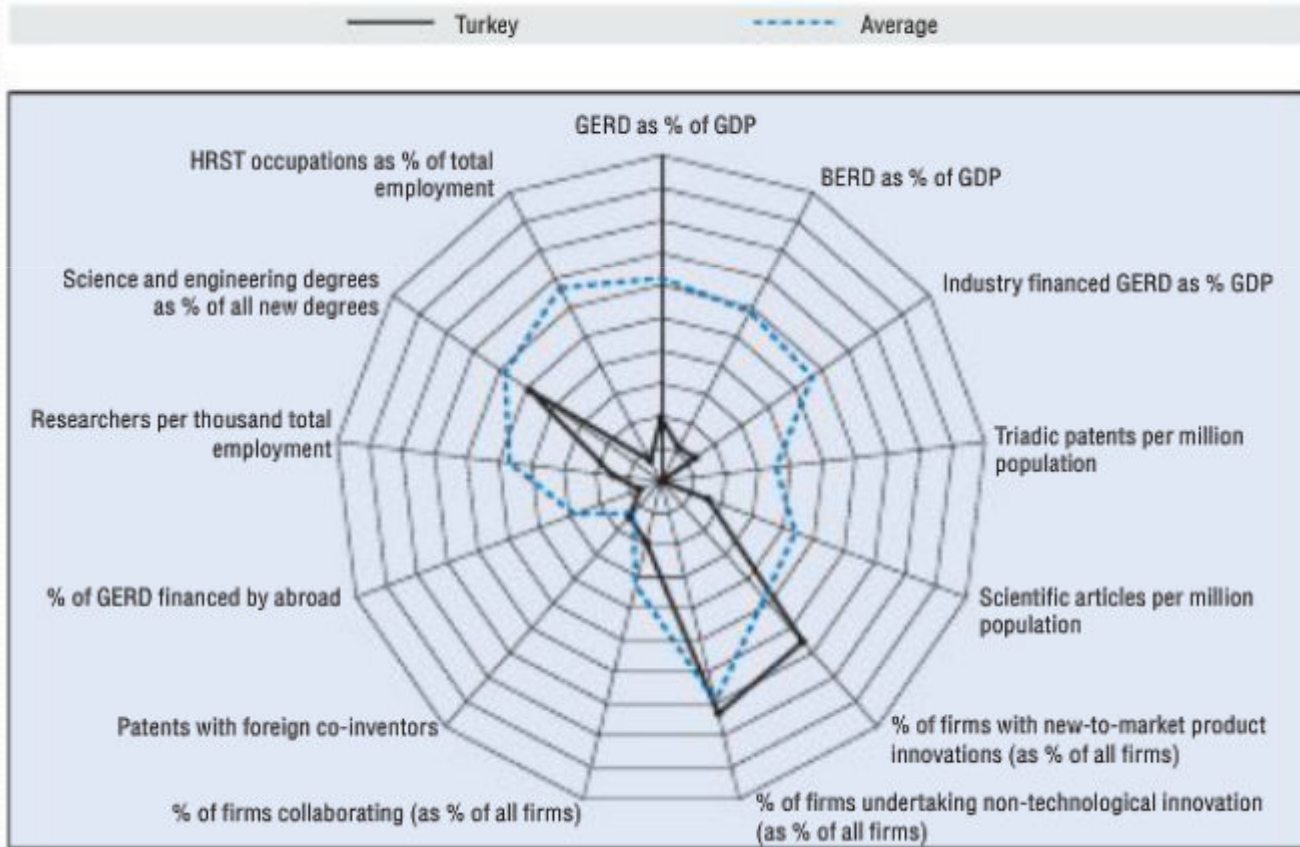 Turkey
Average
GERD as % of GDP
HRST occupations as % of total
employment
BERD as % of GDP
Science and engineering degrees
as % of all new degrees
Industry financed GERD as % GDP
Researchers per thousand total
employment
Triadic patents per million
population
% of GERD financed by abroad
Scientific articles per million
population
Patents with foreign co-inventors
% of firms with new-to-market product
innovations (as % of all firms)
% of firms collaborating (as % of all firms)
% of firms undertaking non-technological innovation
(as % of all firms)